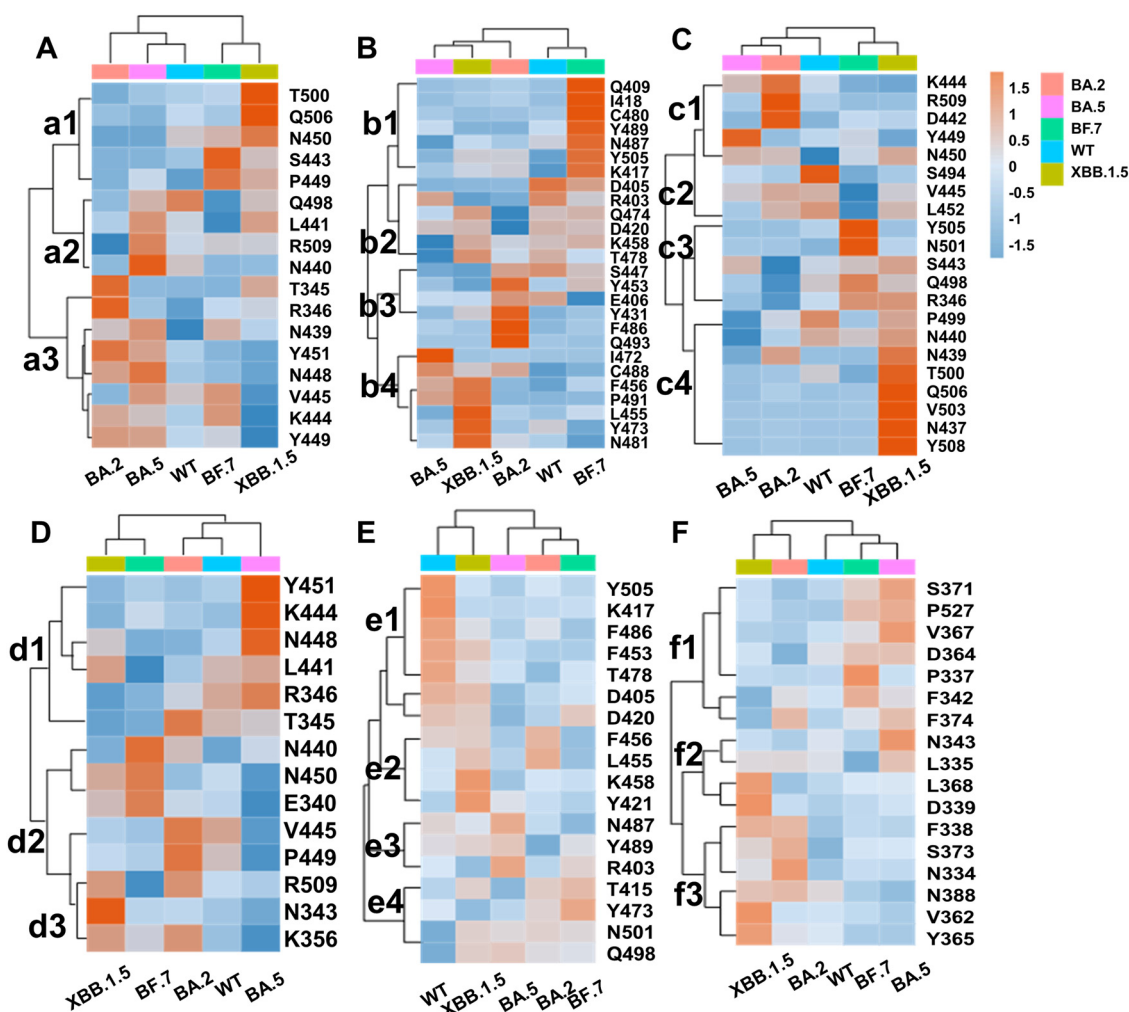 A
a1
a2
a3
T500
Q506
N450
S443
P449
Q498
L441
R509
N440
T345
R346
N439
Y451
N448
V445
K444
Y449
BA.2
BA.5
WT
BF.7
XBB.1.5
B
b1
b2
b3
b4
Q409
I418
C480
Y489
N487
Y505
K417
D405
R403
Q474
D420
K458
T478
S447
Y453
E406
Y431
F486
Q493
I472
C488
F456
P491
L455
Y473
N481
BA.5
XBB.1.5
BA.2
WT
BF.7
C
c1
c2
c3
c4
K444
R509
D442
Y449
N450
S494
V445
L452
Y505
N501
S443
Q498
R346
P499
N440
N439
T500
Q506
V503
N437
Y508
BA.5
BA.2
WT
BF.7
XBB.1.5
1.5
1
0.5
0
-0.5
-1
-1.5
BA.2
BA.5
BF.7
WT
XBB.1.5
D
d1
d2
d3
Y451
K444
N448
L441
R346
T345
N440
N450
E340
V445
P449
R509
N343
K356
XBB.1.5
BF.7
BA.2
WT
BA.5
E
e1
e2
e3
e4
Y505
K417
F486
F453
T478
D405
D420
F456
L455
K458
Y421
N487
Y489
R403
T415
Y473
N501
Q498
WT
XBB.1.5
BA.5
BA.2
BF.7
F
f1
f2
f3
S371
P527
V367
D364
P337
F342
F374
N343
L335
L368
D339
F338
S373
N334
N388
V362
Y365
XBB.1.5
BA.2
WT
BF.7
BA.5